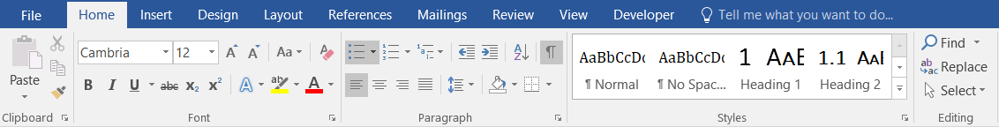 File Home Insert Design Layout References Mailings Review View Developer Tell me what you want to do...
Cambria 12 Aa A
Paste
B I U abc X₂ X² A ab A
AaBbCcDc AaBbCcDc 1 AaB 1.1 AaB
¶ Normal ¶ No Spac... Heading 1 Heading 2
Find
Replace
Select
Clipboard Font Paragraph Styles Editing